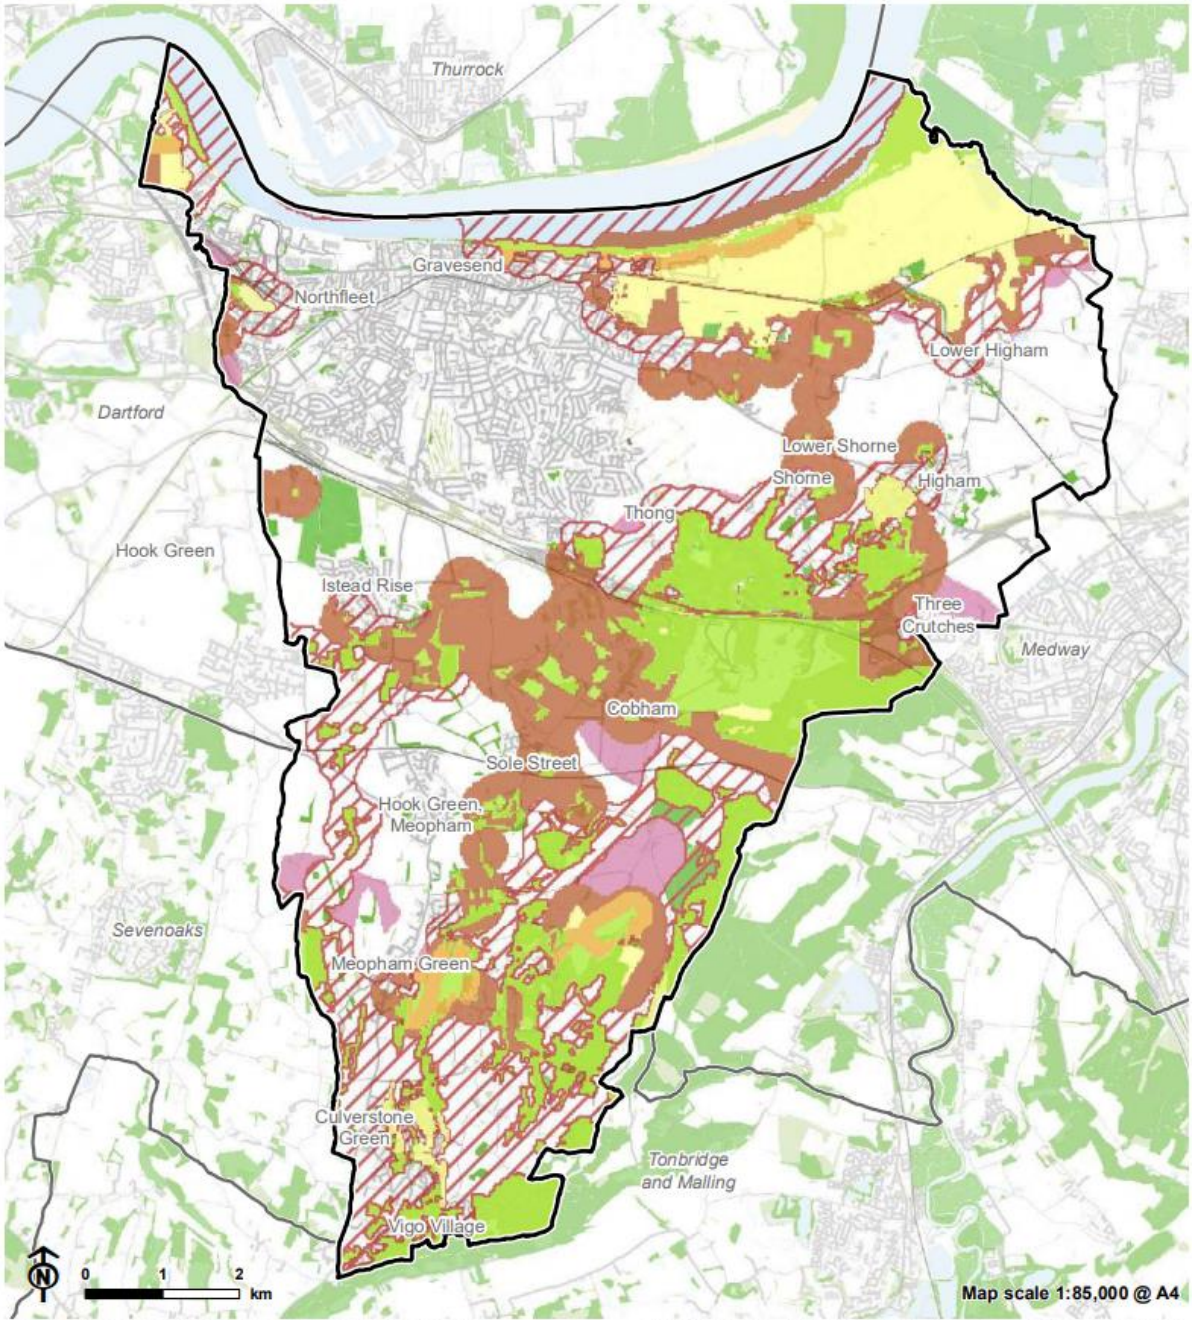 Thurrock
Gravesend
Northfleet
Lower Higham
Dartford
Lower Shorne
Shorne
Higham
Thong
Hook Green
Istead Rise
Three
Crutches
Medway
Cobham
Sole Street
Hook Green,
Meopham
Sevenoaks
Meopham Green
Culverstone
Green
Tonbridge
and Malling
Vigo Village
N
0 1 2
km
Map scale 1:85,000 @ A4